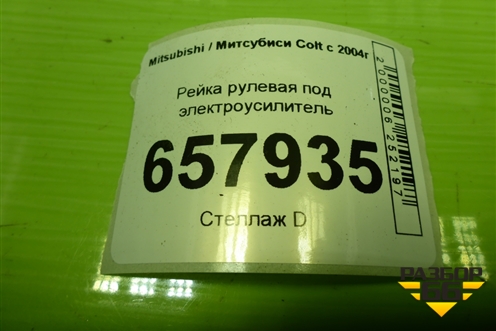 Mitsubishi / Митсубиси Colt с 2004г
Рейка рулевая под
электроусилитель
657935
Стеллаж D
2000006252197
РАЗБОР